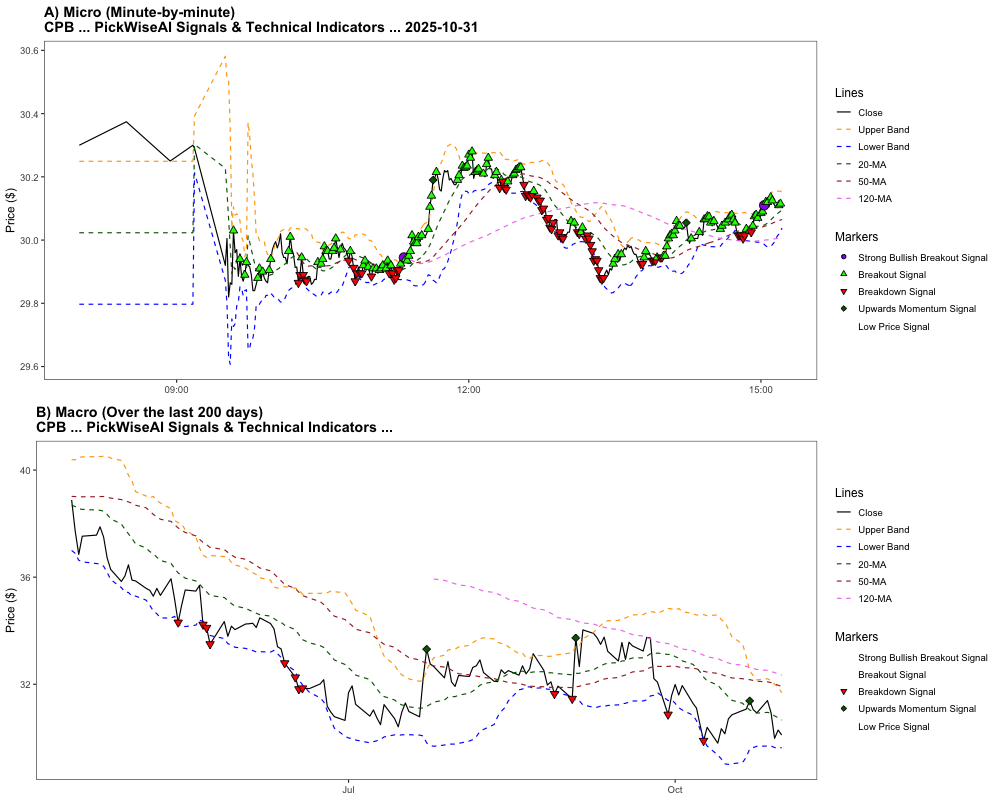 A) Micro (Minute-by-minute)
CPB ... PickWiseAI Signals & Technical Indicators ... 2025-10-31
Price ($)
30.6
30.4
30.2
30.0
29.8
29.6
09:00
12:00
15:00
Lines
Close
Upper Band
Lower Band
20-MA
50-MA
120-MA
Markers
Strong Bullish Breakout Signal
Breakout Signal
Breakdown Signal
Upwards Momentum Signal
Low Price Signal
B) Macro (Over the last 200 days)
CPB ... PickWiseAI Signals & Technical Indicators ...
Price ($)
40
36
32
Jul
Oct
Lines
Close
Upper Band
Lower Band
20-MA
50-MA
120-MA
Markers
Strong Bullish Breakout Signal
Breakout Signal
Breakdown Signal
Upwards Momentum Signal
Low Price Signal